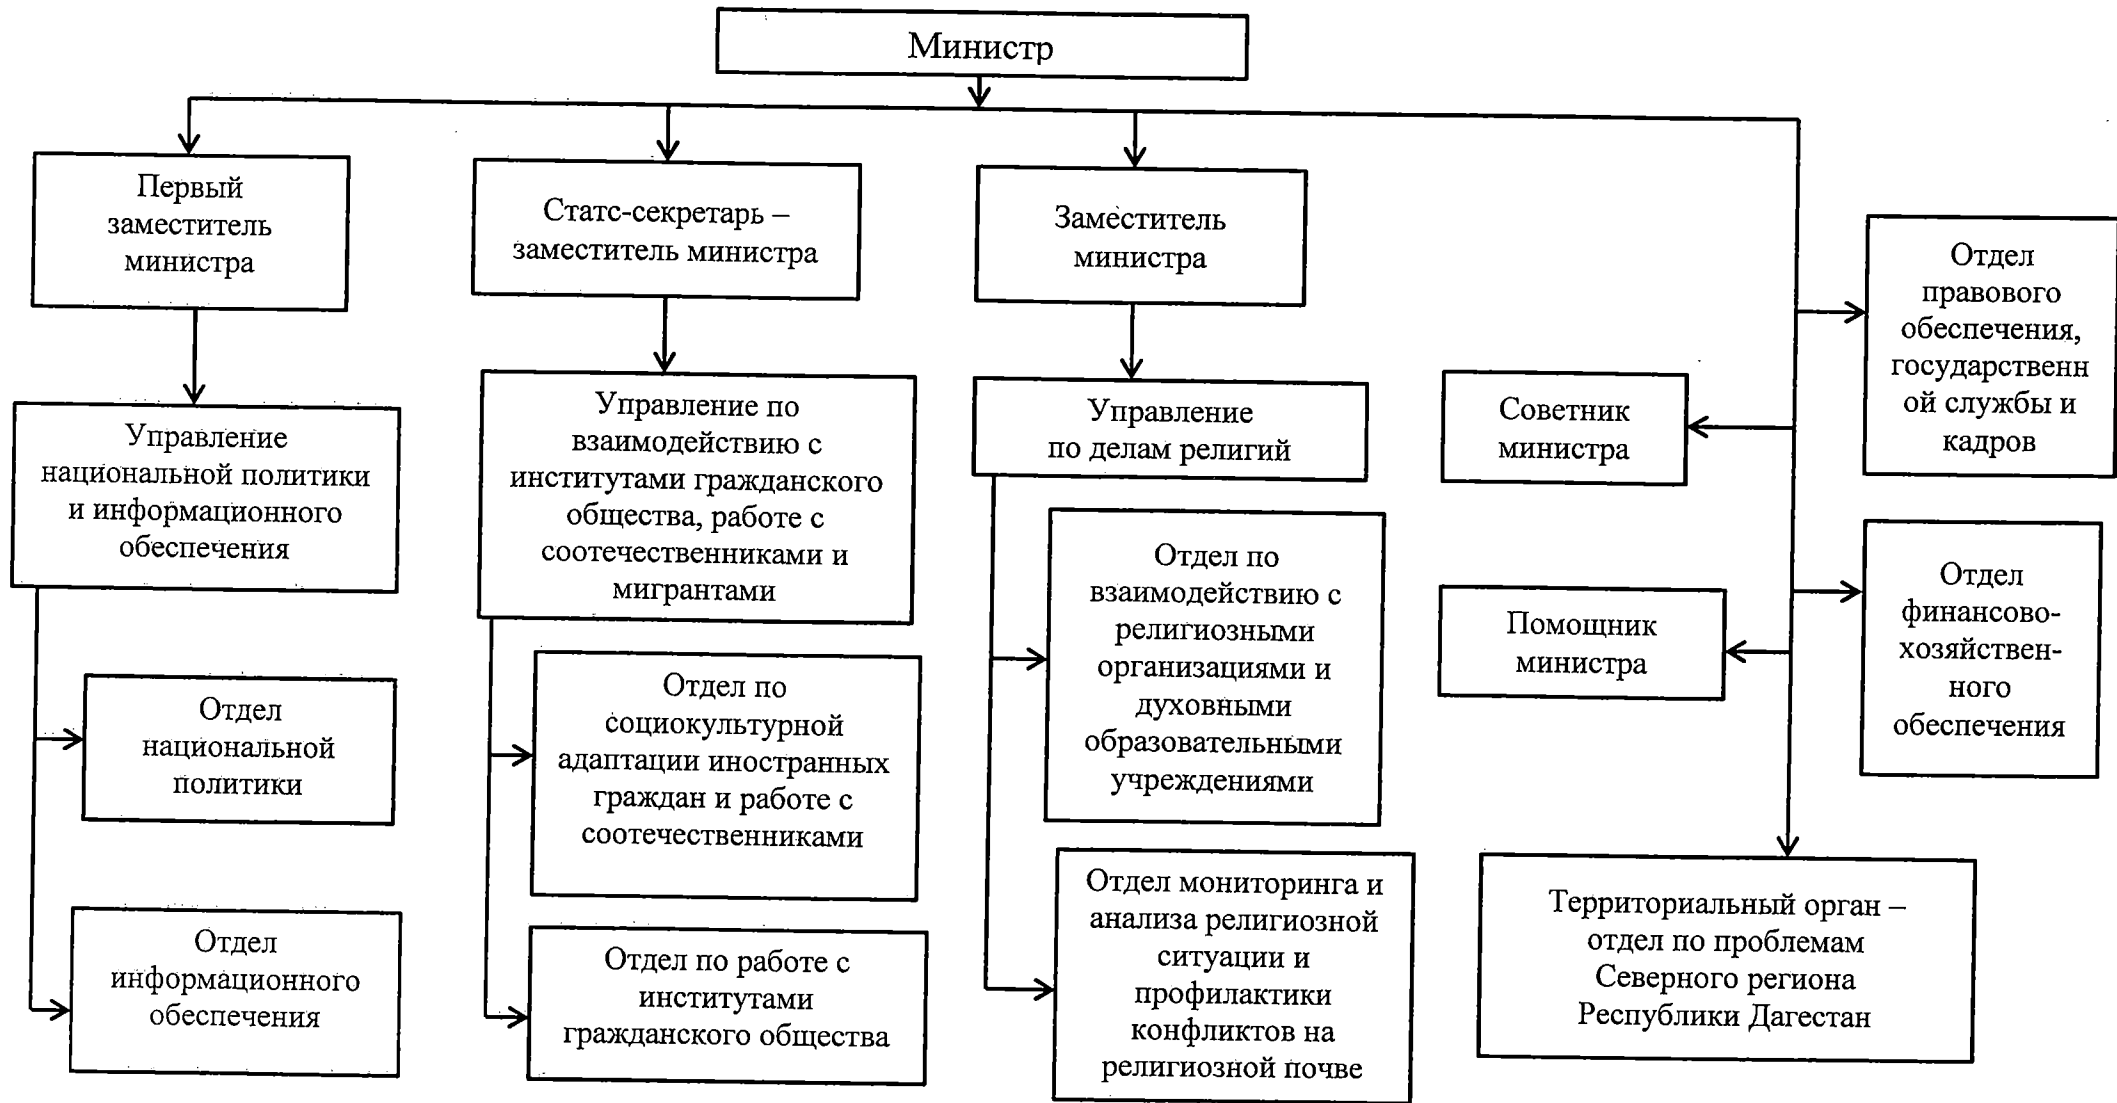 Министр
Первый
заместитель
министра
Статс-секретарь –
заместитель министра
Заместитель
министра
Отдел
правового
обеспечения,
государственн
ой службы и
кадров
Управление
национальной политики
и информационного
обеспечения
Управление по
взаимодействию с
институтами гражданского
общества, работе с
соотечественниками и
мигрантами
Управление
по делам религий
Советник
министра
Отдел по
взаимодействию с
религиозными
организациями и
духовными
образовательными
учреждениями
Помощник
министра
Отдел
финансово-
хозяйствен-
ного
обеспечения
Отдел
национальной
политики
Отдел по
социокультурной
адаптации иностранных
граждан и работе с
соотечественниками
Отдел
информационного
обеспечения
Отдел по работе с
институтами
гражданского общества
Отдел мониторинга и
анализа религиозной
ситуации и
профилактики
конфликтов на
религиозной почве
Территориальный орган –
отдел по проблемам
Северного региона
Республики Дагестан